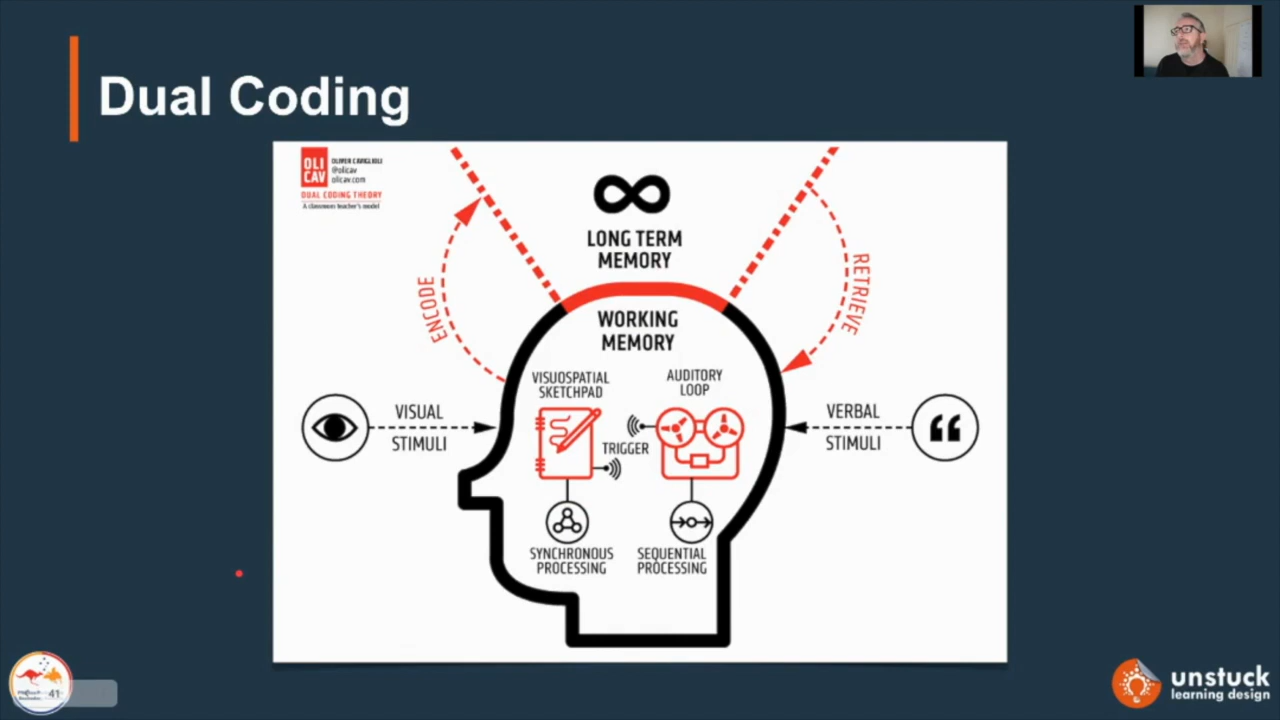 Dual Coding
OLI
CAV
OLIVER CAVIGLIOLI
@olicav
olicav.com
DUAL CODING THEORY
A classroom teacher's model
LONG TERM
MEMORY
ENCODE
RETRIEVE
WORKING
MEMORY
VISUOSPATIAL
SKETCHPAD
AUDITORY
LOOP
VISUAL
STIMULI
TRIGGER
VERBAL
STIMULI
SYNCHRONOUS
PROCESSING
SEQUENTIAL
PROCESSING
41
unstuck
learning design